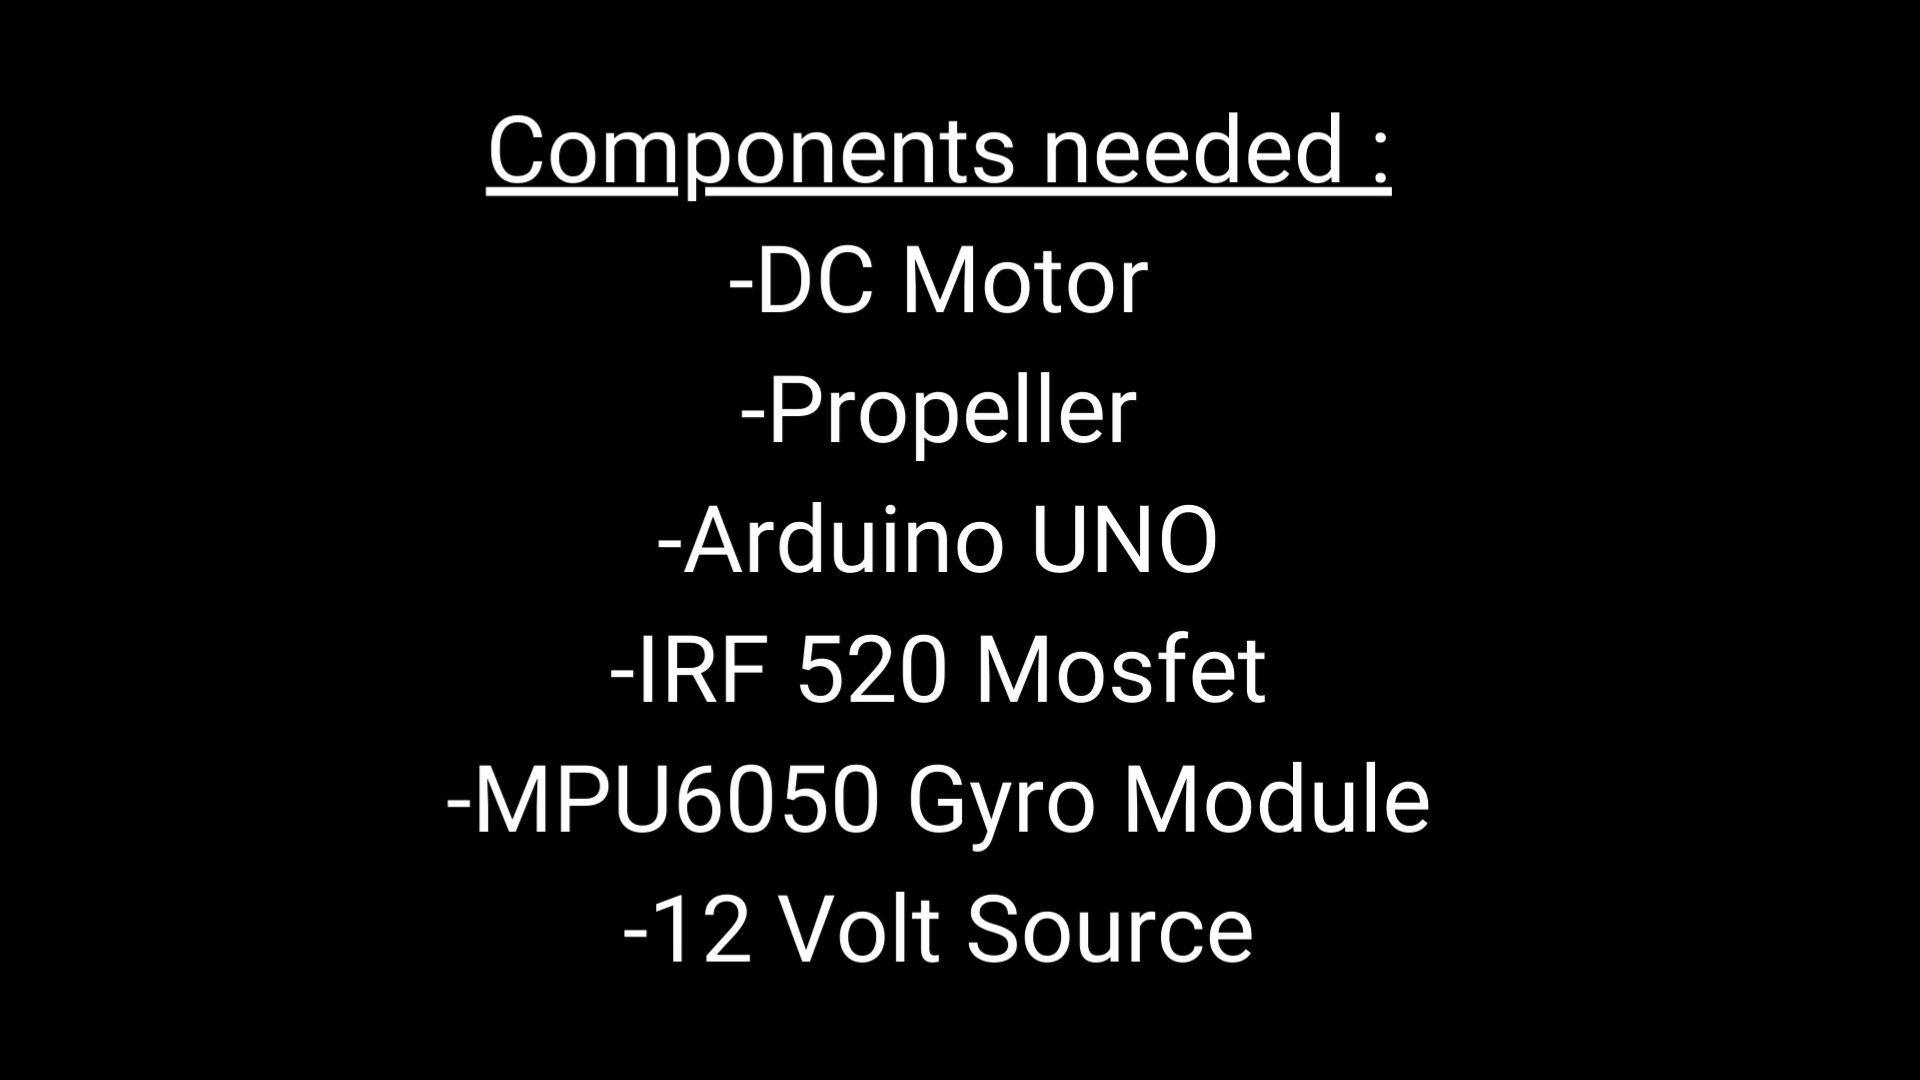 Components needed :
-DC Motor
-Propeller
-Arduino UNO
-IRF 520 Mosfet
-MPU6050 Gyro Module
-12 Volt Source